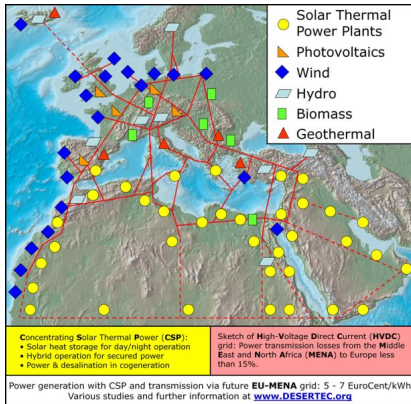 Solar Thermal
Power Plants
Photovoltaics
Wind
Hydro
Biomass
Geothermal
Concentrating Solar Thermal Power (CSP):
• Solar heat storage for day/night operation
• Hybrid operation for secured power
• Power & desalination in cogeneration
Sketch of High-Voltage Direct Current (HVDC)
grid: Power transmission losses from the Middle
East and North Africa (MENA) to Europe less
than 15%.
Power generation with CSP and transmission via future EU-MENA grid: 5 - 7 EuroCent/kWh
Various studies and further information at www.DESERTEC.org